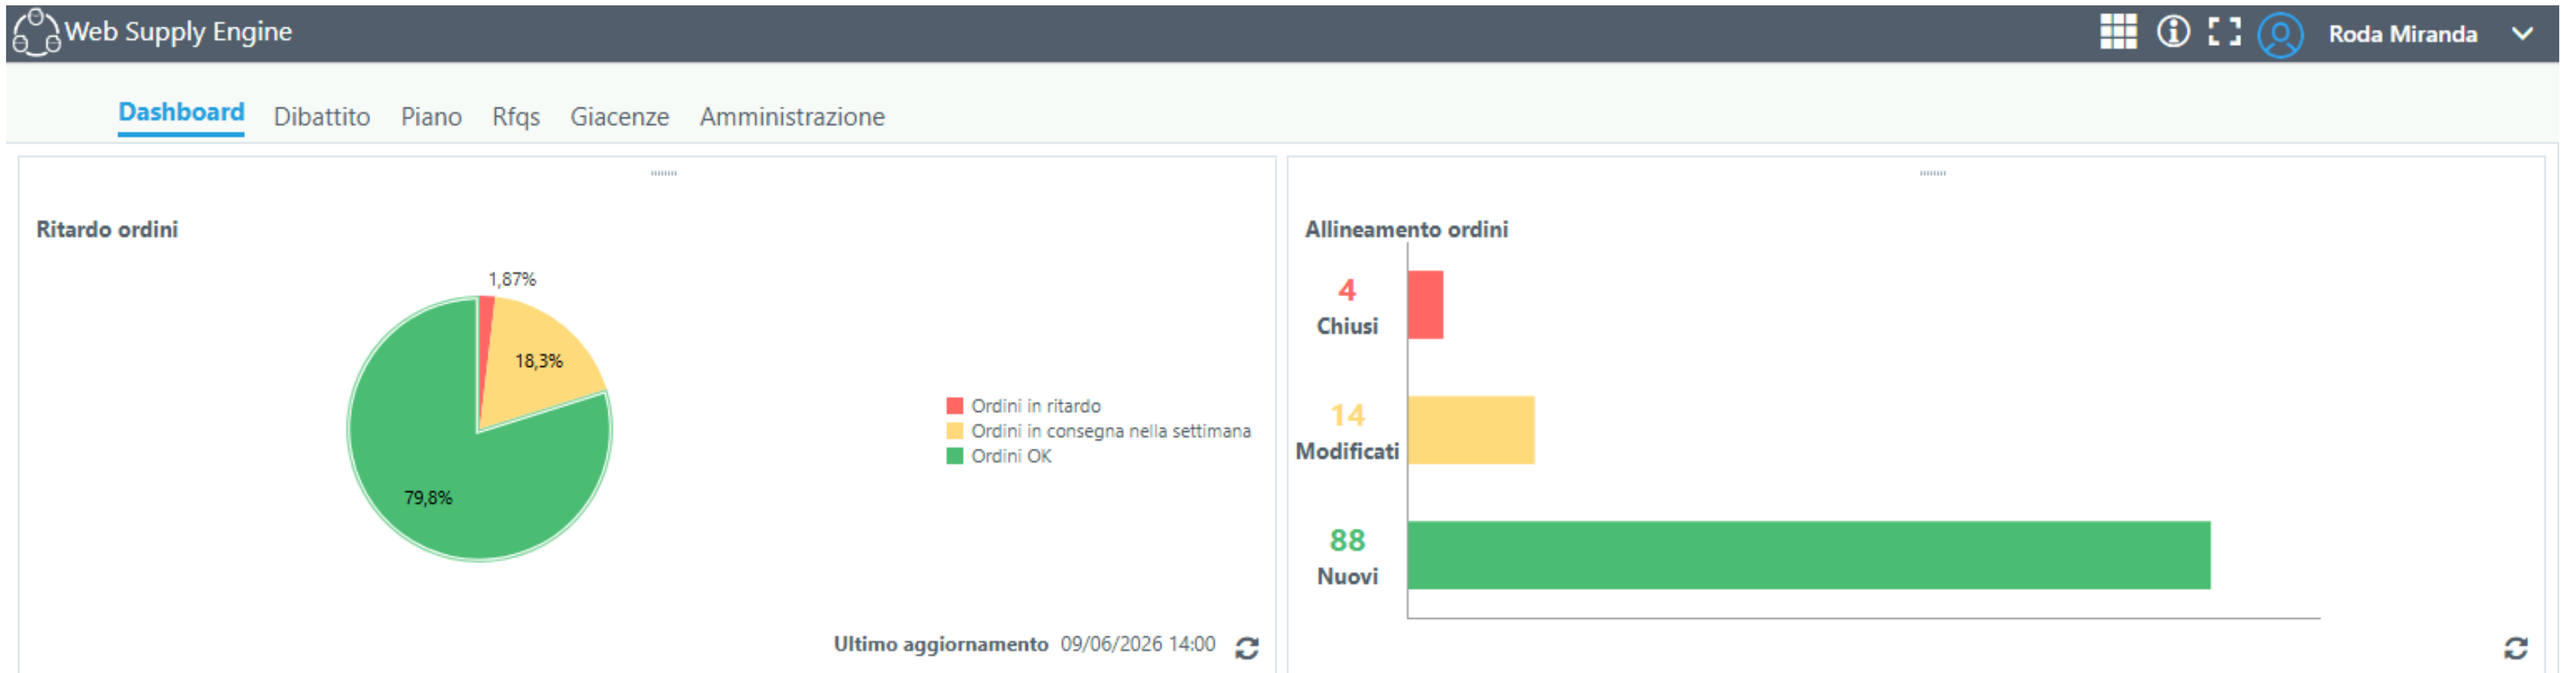 Web Supply Engine
Roda Miranda
Dashboard Dibattito Piano Rfqs Giacenze Amministrazione
Ritardo ordini
1,87%
18,3%
79,8%
Ordini in ritardo
Ordini in consegna nella settimana
Ordini OK
Ultimo aggiornamento 09/06/2026 14:00
Allineamento ordini
4
Chiusi
14
Modificati
88
Nuovi